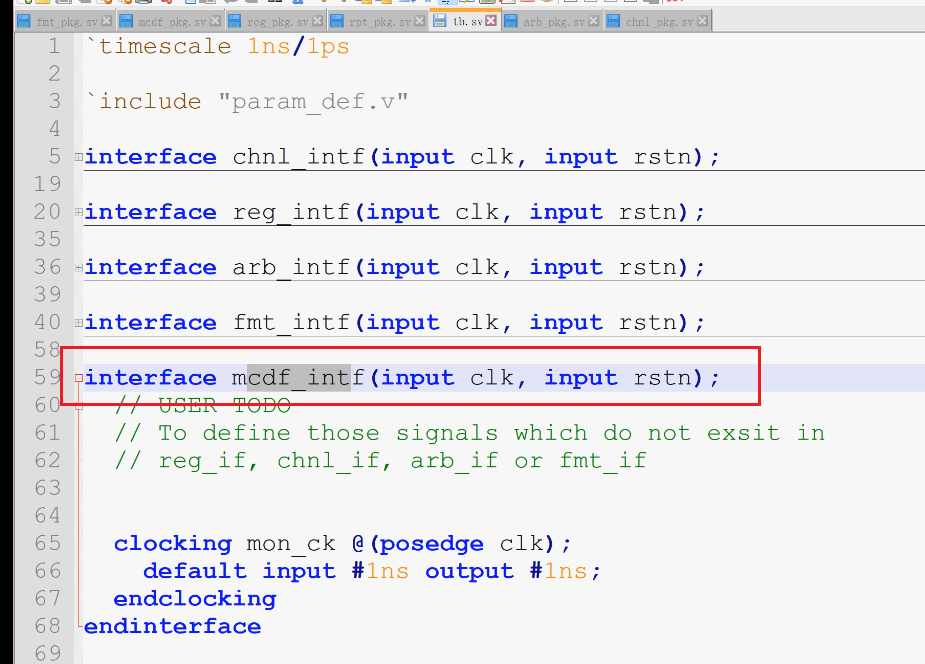 fmt_pkg.sv mcdf_pkg.sv reg_pkg.sv rpt_pkg.sv tb.sv arb_pkg.sv chnl_pkg.sv
1 `timescale 1ns/1ps
2
3 `include "param_def.v"
4
5 interface chnl_intf(input clk, input rstn);
19
20 interface reg_intf(input clk, input rstn);
35
36 interface arb_intf(input clk, input rstn);
39
40 interface fmt_intf(input clk, input rstn);
58
59 interface mcdf_intf(input clk, input rstn);
60 // USER TODO
61 // To define those signals which do not exsit in
62 // reg_if, chnl_if, arb_if or fmt_if
63
64
65 clocking mon_ck @(posedge clk);
66 default input #1ns output #1ns;
67 endclocking
68 endinterface
69